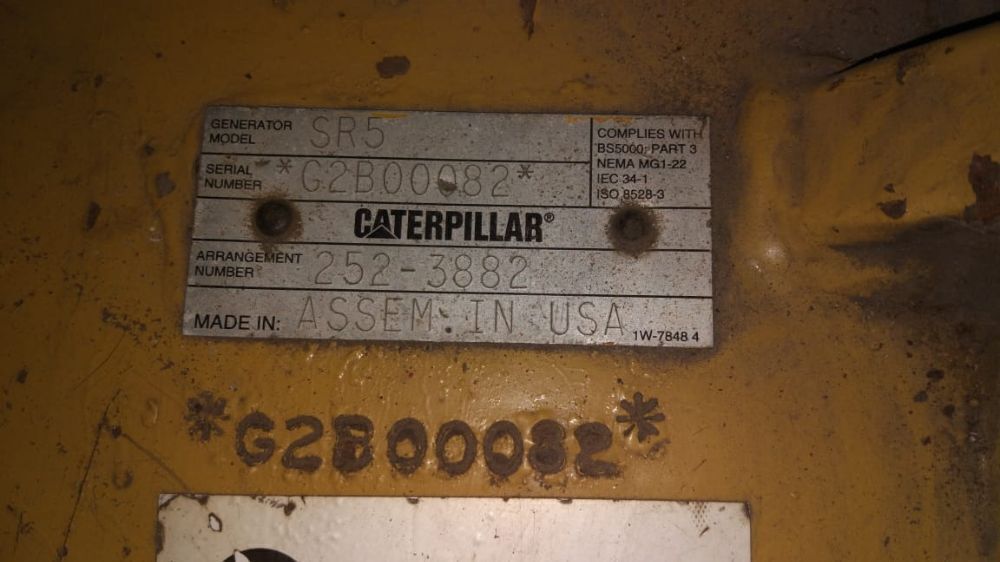 GENERATOR
MODEL
SR5
SERIAL
NUMBER
*G2B00082*
COMPLIES WITH
BS5000: PART 3
NEMA MG1-22
IEC 34-1
ISO 8528-3
CATERPILLAR®
ARRANGEMENT
NUMBER
252-3882
MADE IN: ASSEM. IN USA
1W-7848 4
*G2B00082*